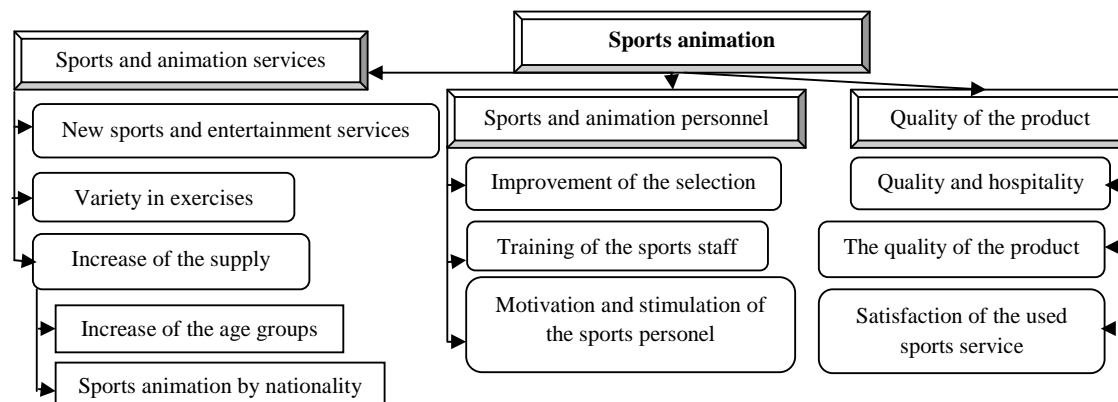 Sports animation
Sports and animation services
New sports and entertainment services
Variety in exercises
Increase of the supply
Increase of the age groups
Sports animation by nationality
Sports and animation personnel
Improvement of the selection
Training of the sports staff
Motivation and stimulation of
the sports personel
Quality of the product
Quality and hospitality
The quality of the product
Satisfaction of the used
sports service